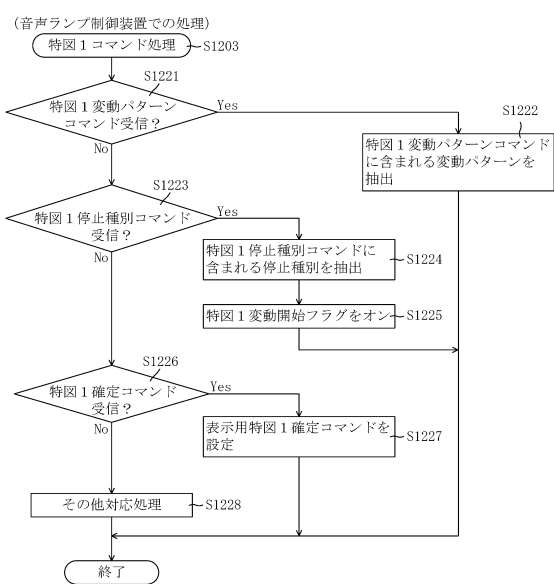 (音声ランプ制御装置での処理)
特図1コマンド処理
S1203
S1221
特図1変動パターン
コマンド受信?
Yes
No
S1222
特図1変動パターンコマンド
に含まれる変動パターンを
抽出
S1223
特図1停止種別コマンド
受信?
Yes
No
特図1停止種別コマンドに
含まれる停止種別を抽出
S1224
特図1変動開始フラグをオン
S1225
S1226
特図1確定コマンド
受信?
Yes
No
表示用特図1確定コマンドを
設定
S1227
その他対応処理
S1228
終了